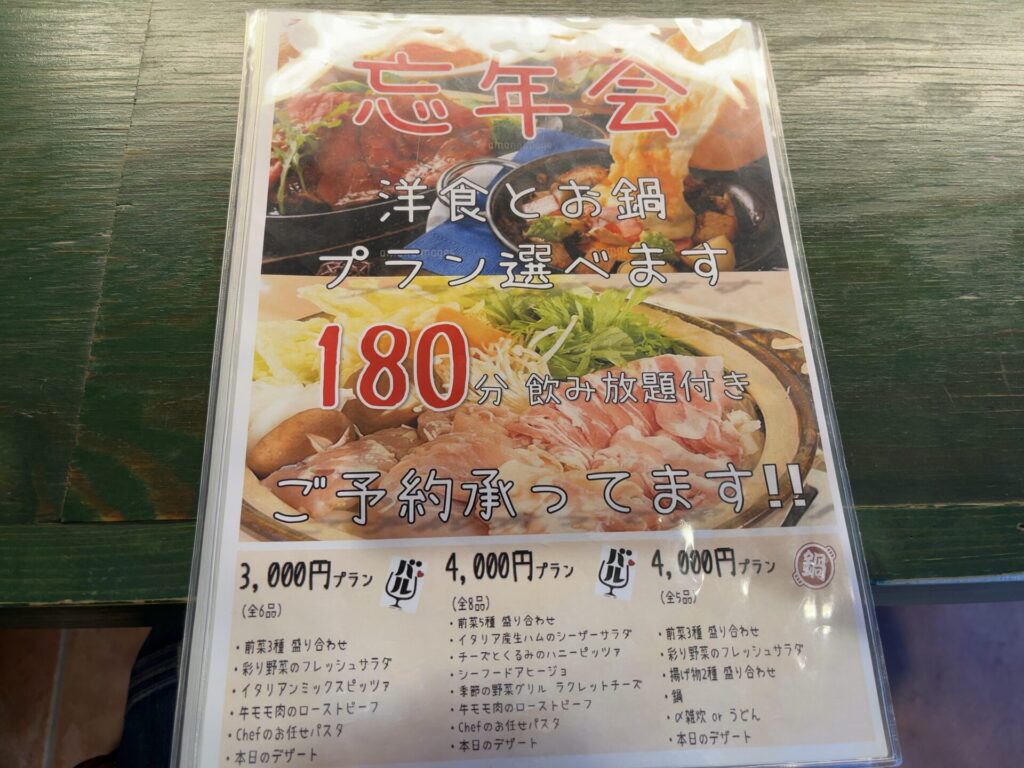 忘年会
洋食とお鍋
プラン選べます
180分 飲み放題付き
ご予約承ってます!!
3,000円プラン
バル
(全6品)
・前菜3種 盛り合わせ
・彩り野菜のフレッシュサラダ
・イタリアンミックスピッツァ
・牛モモ肉のローストビーフ
・Chefのお任せパスタ
・本日のデザート
4,000円プラン
バル
(全8品)
・前菜5種 盛り合わせ
・イタリア産生ハムのシーザーサラダ
・チーズとくるみのハニーピッツァ
・シーフードアヒージョ
・季節の野菜グリル ラクレットチーズ
・牛モモ肉のローストビーフ
・Chefのお任せパスタ
・本日のデザート
4,000円プラン
鍋
(全5品)
・前菜3種 盛り合わせ
・彩り野菜のフレッシュサラダ
・揚げ物2種 盛り合わせ
・鍋
・〆雑炊 or うどん
・本日のデザート